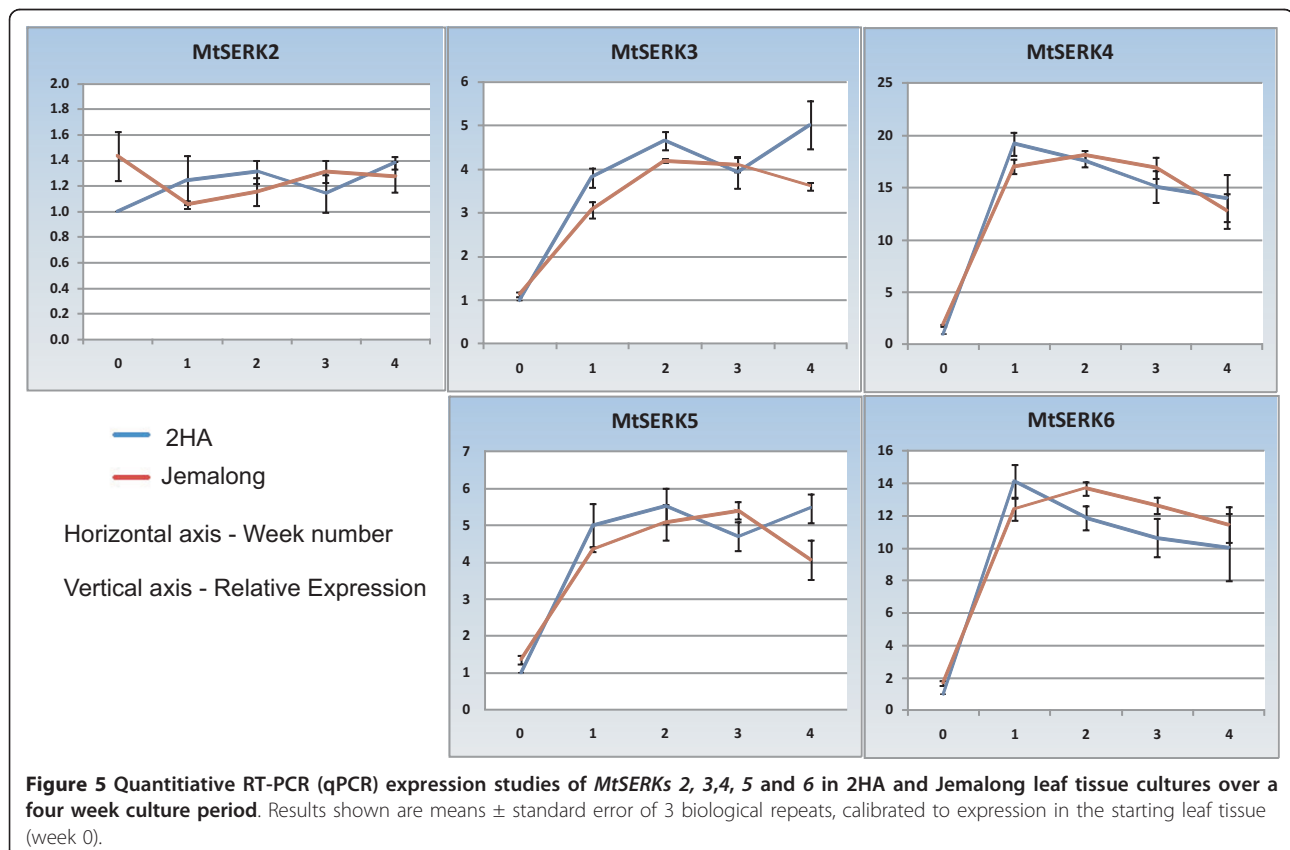 MtSERK2
2.0
1.8
1.6
1.4
1.2
1.0
0.8
0.6
0.4
0.2
0.0
0 1 2 3 4
MtSERK3
6
5
4
3
2
1
0
0 1 2 3 4
MtSERK4
25
20
15
10
5
0
0 1 2 3 4
2HA
Jemalong
Horizontal axis - Week number
Vertical axis - Relative Expression
MtSERK5
7
6
5
4
3
2
1
0
0 1 2 3 4
MtSERK6
16
14
12
10
8
6
4
2
0
0 1 2 3 4
Figure 5 Quantitiative RT-PCR (qPCR) expression studies of MtSERKs 2, 3,4, 5 and 6 in 2HA and Jemalong leaf tissue cultures over a
four week culture period. Results shown are means ± standard error of 3 biological repeats, calibrated to expression in the starting leaf tissue
(week 0).